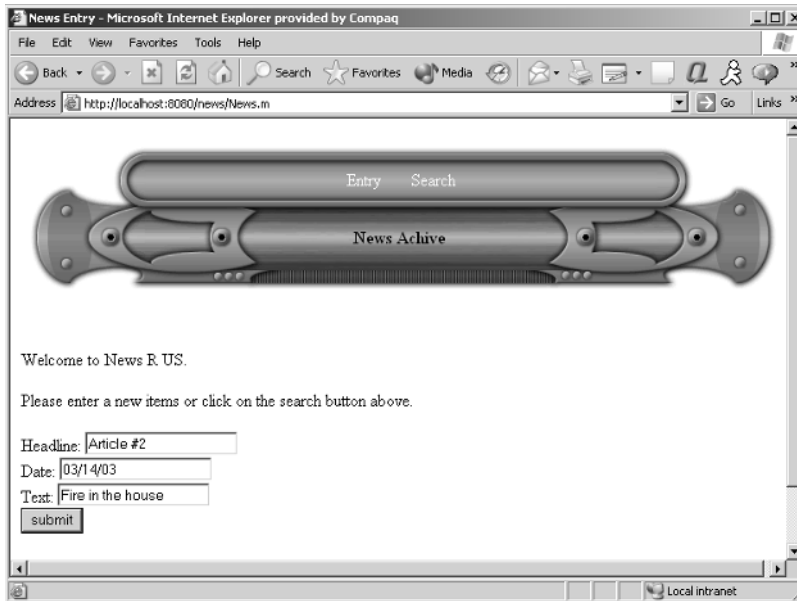 News Entry - Microsoft Internet Explorer provided by Compaq
File Edit View Favorites Tools Help
Back Search Favorites Media
Address http://localhost:8080/news/News.m Go Links »
Entry Search
News Achive
Welcome to News R US.
Please enter a new items or click on the search button above.
Headline: Article #2
Date: 03/14/03
Text: Fire in the house
submit
Local intranet